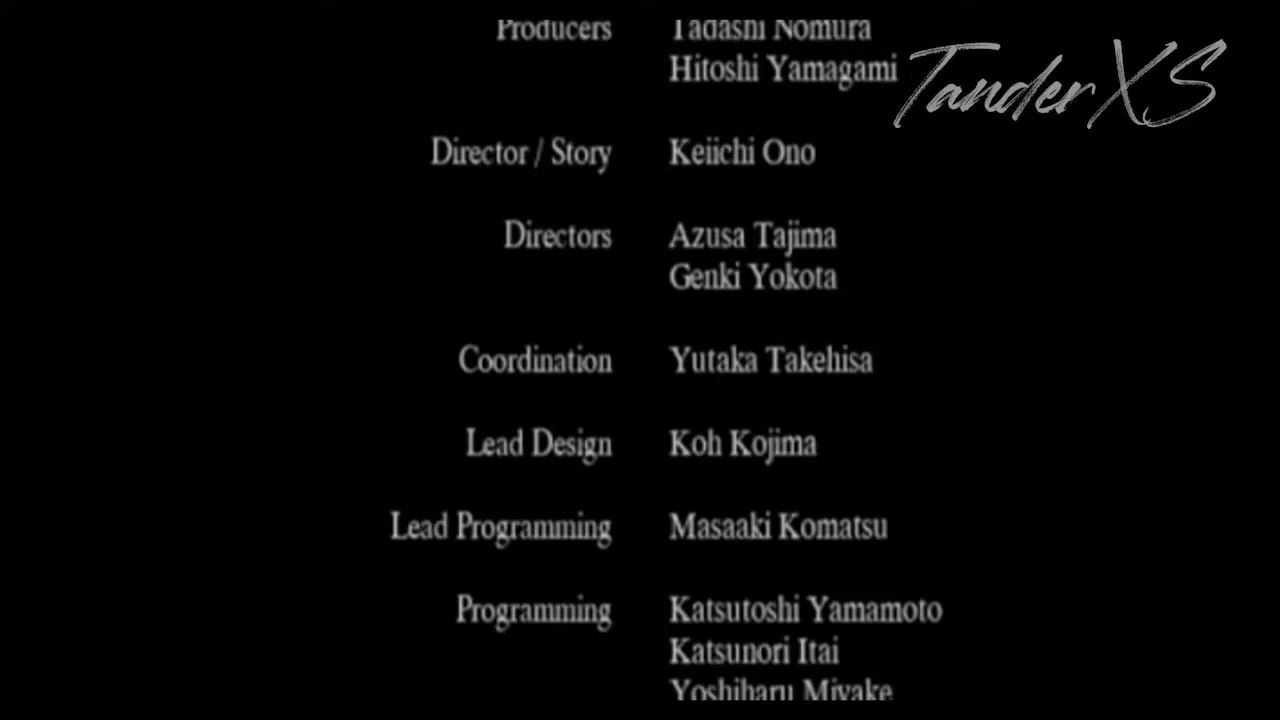 Producers Tadashi Nomura
Hitoshi Yamagami
TanderXS
Director / Story Keiichi Ono
Directors Azusa Tajima
Genki Yokota
Coordination Yutaka Takehisa
Lead Design Koh Kojima
Lead Programming Masaaki Komatsu
Programming Katsutoshi Yamamoto
Katsunori Itai
Yoshiharu Miyake